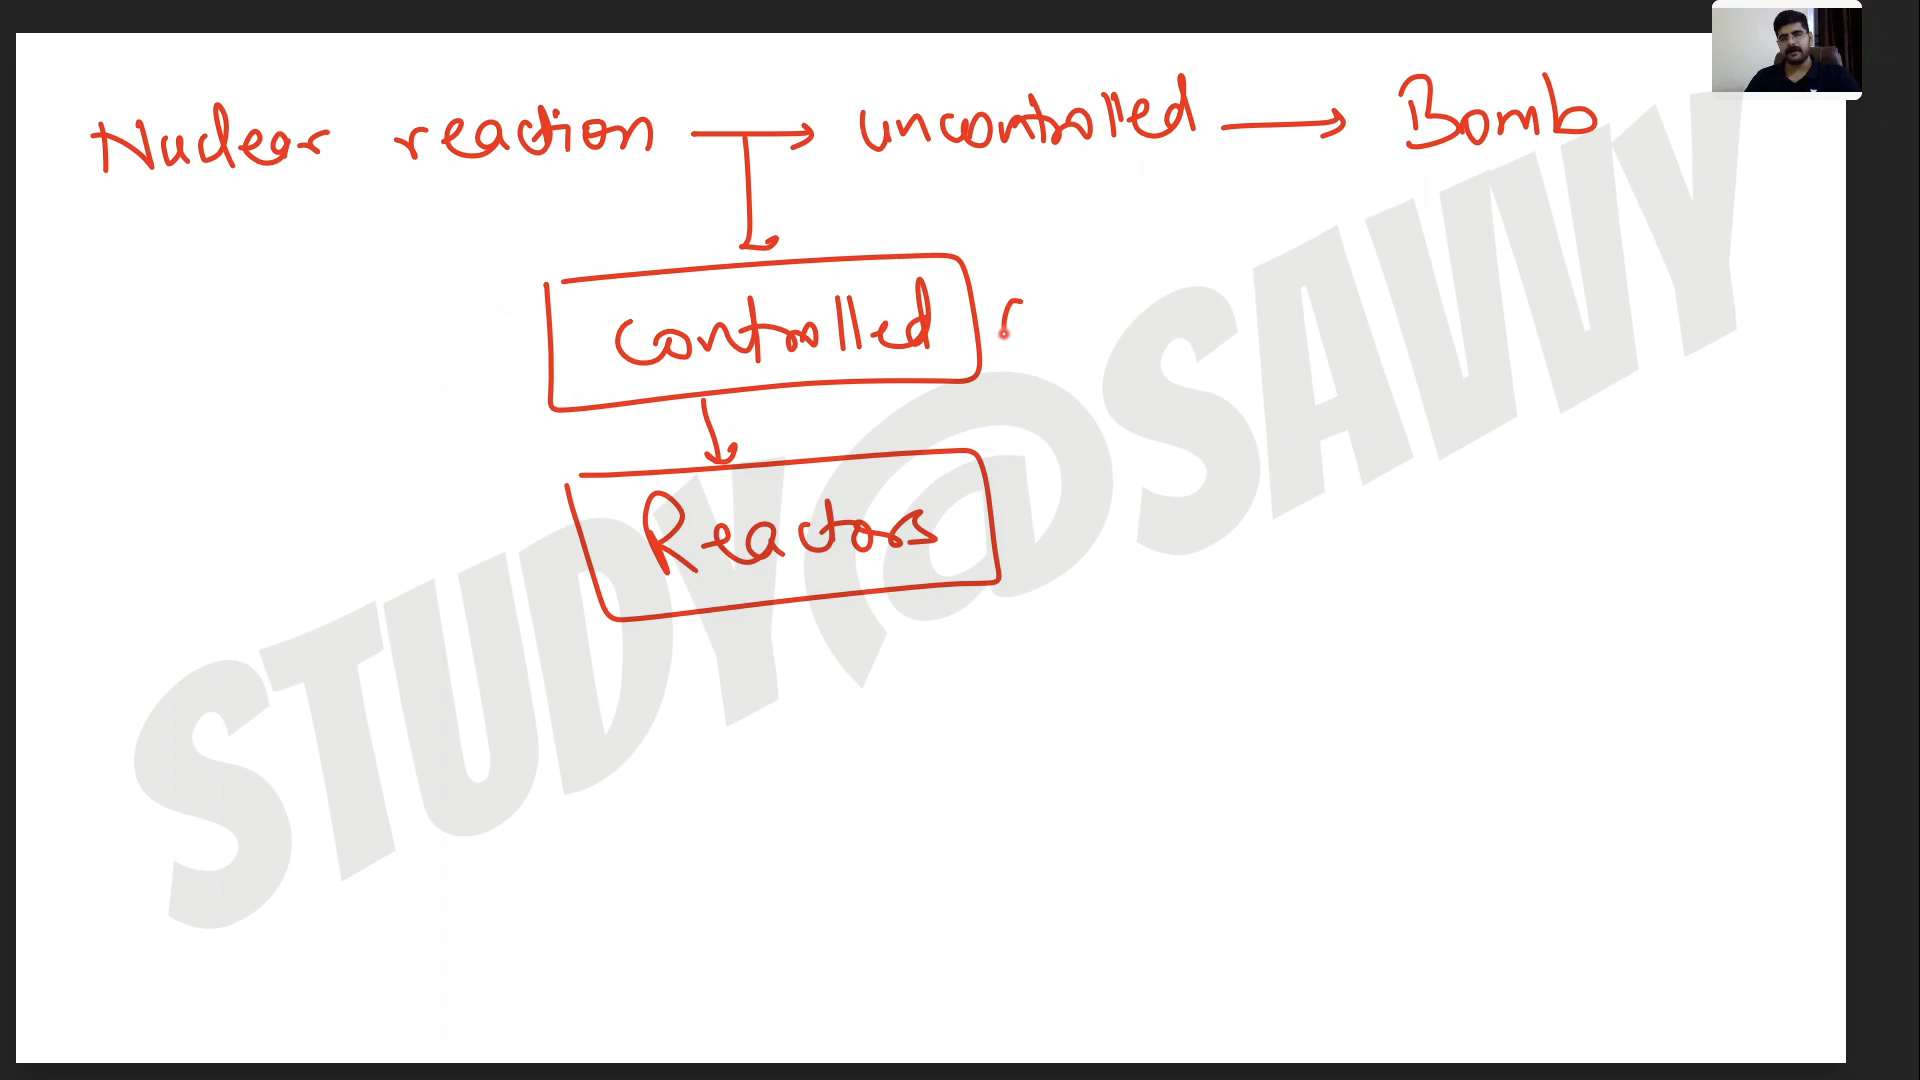 Nuclear reaction → uncontrolled → Bomb
controlled
Reactors
STUDY@SAVVY